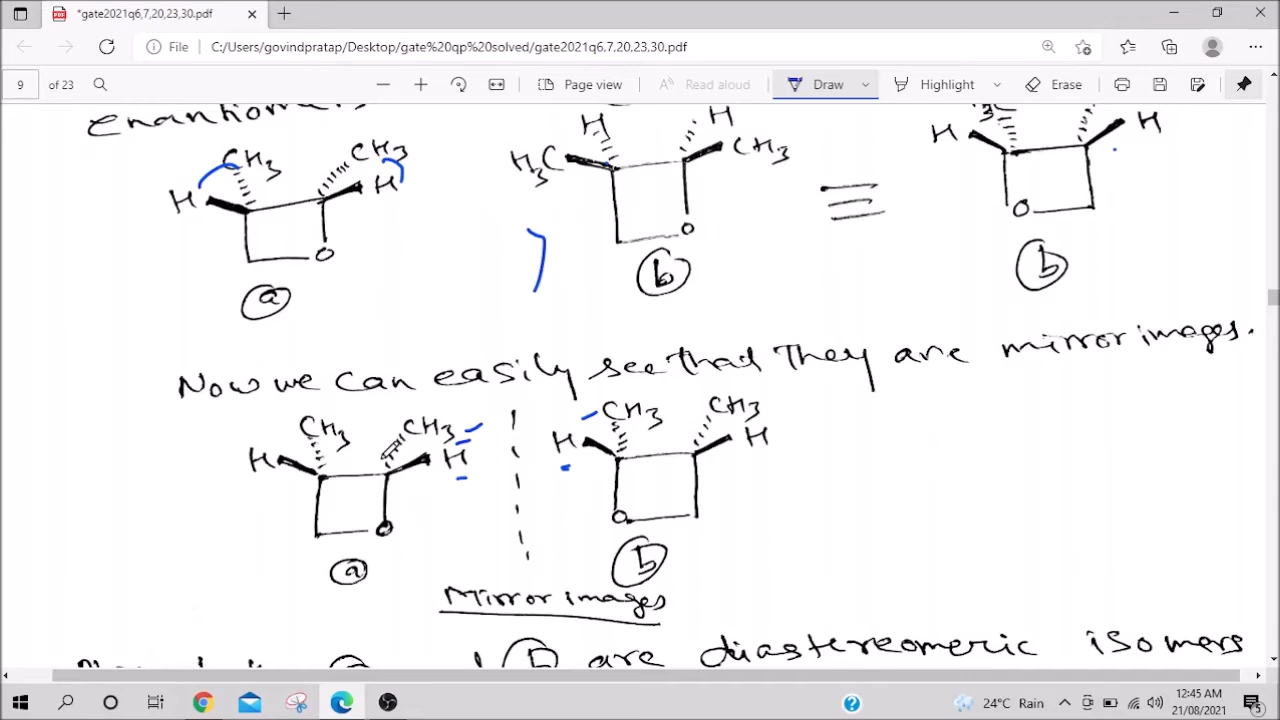 *gate2021q6,7,20,23,30.pdf
File C:/Users/govindpratap/Desktop/gate%20qp%20solved/gate2021q6,7,20,23,30.pdf
9 of 23 Page view Read aloud Draw Highlight Erase
H H H H
CH3 CH3 H3C CH3
H H
O O O
b b
a
Now we can easily see that They are mirror images.
CH3 CH3 CH3 CH3
H H H H
O O
a b
Mirror images
b are diastereomeric isomers
24°C Rain 12:45 AM
21/08/2021
5